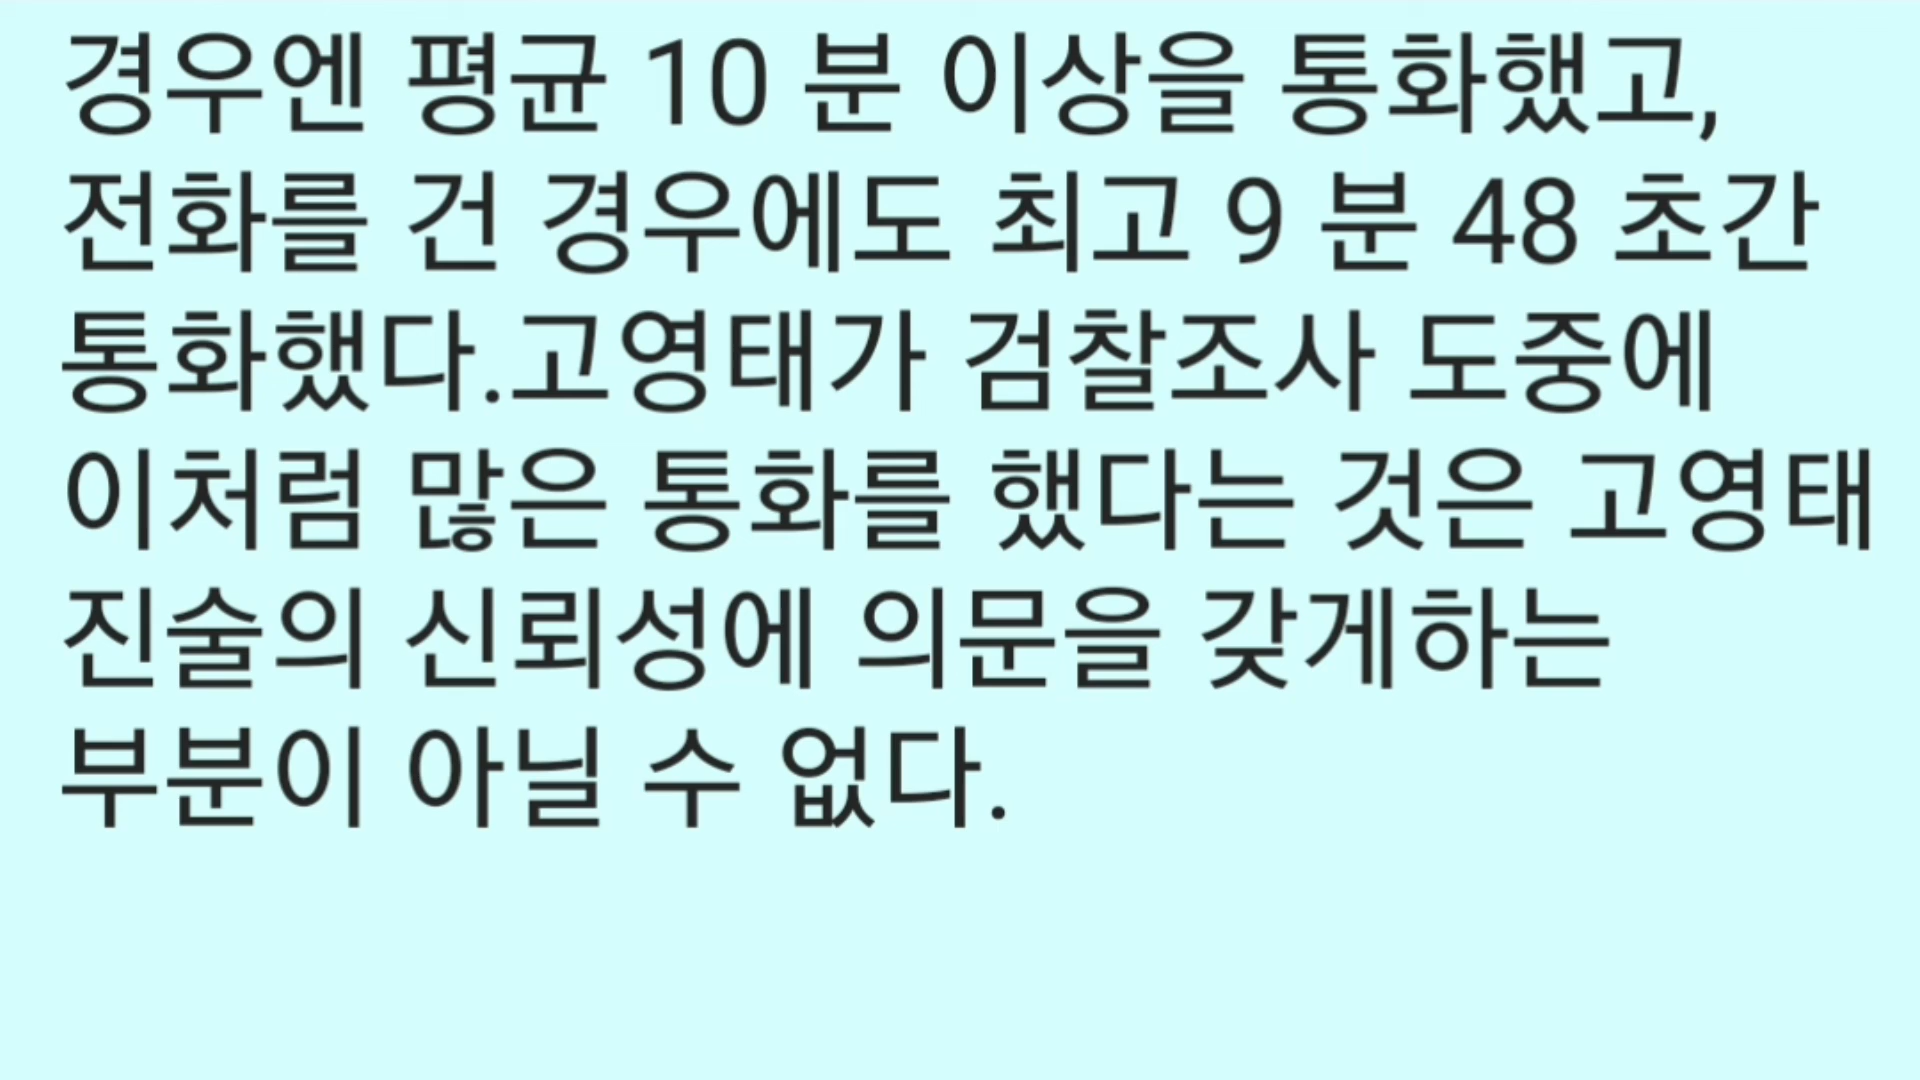 경우엔 평균 10 분 이상을 통화했고,
전화를 건 경우에도 최고 9 분 48 초간
통화했다.고영태가 검찰조사 도중에
이처럼 많은 통화를 했다는 것은 고영태
진술의 신뢰성에 의문을 갖게하는
부분이 아닐 수 없다.